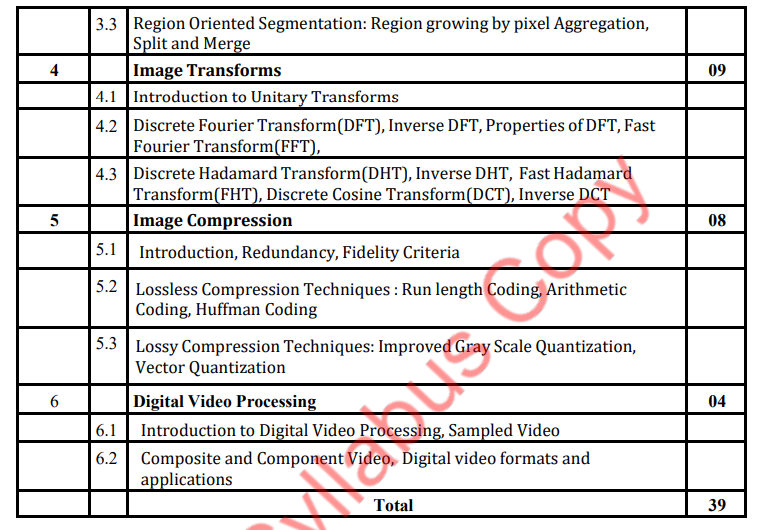 3.3 Region Oriented Segmentation: Region growing by pixel Aggregation,
Split and Merge
4 Image Transforms 09
4.1 Introduction to Unitary Transforms
4.2 Discrete Fourier Transform(DFT), Inverse DFT, Properties of DFT, Fast
Fourier Transform(FFT),
4.3 Discrete Hadamard Transform(DHT), Inverse DHT, Fast Hadamard
Transform(FHT), Discrete Cosine Transform(DCT), Inverse DCT
5 Image Compression 08
5.1 Introduction, Redundancy, Fidelity Criteria
5.2 Lossless Compression Techniques : Run length Coding, Arithmetic
Coding, Huffman Coding
5.3 Lossy Compression Techniques: Improved Gray Scale Quantization,
Vector Quantization
6 Digital Video Processing 04
6.1 Introduction to Digital Video Processing, Sampled Video
6.2 Composite and Component Video, Digital video formats and
applications
Total 39
Syllabus Copy